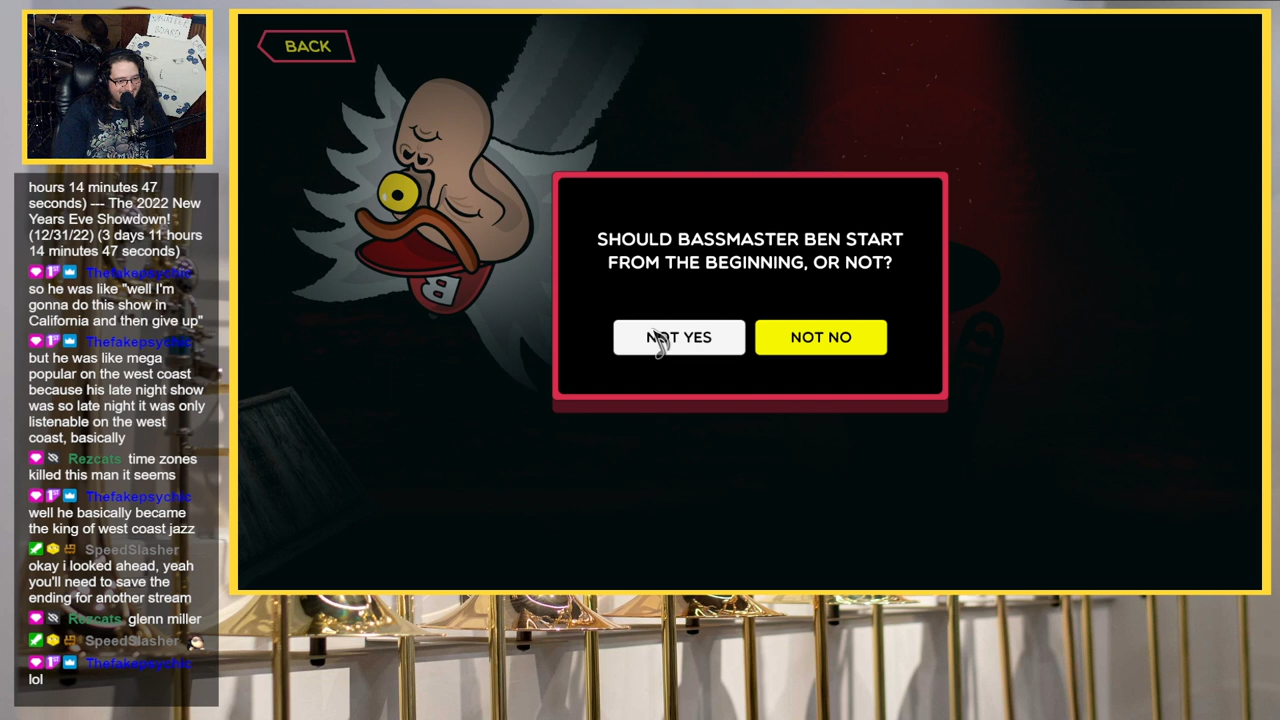 BACK
SHOULD BASSMASTER BEN START
FROM THE BEGINNING, OR NOT?
NOT YES
NOT NO
B
hours 14 minutes 47
seconds) --- The 2022 New
Years Eve Showdown!
(12/31/22) (3 days 11 hours
14 minutes 47 seconds)
Thefakepsychic
so he was like "well I'm
gonna do this show in
California and then give up"
Thefakepsychic
but he was like mega
popular on the west coast
because his late night show
was so late night it was only
listenable on the west
coast, basically
Rezcats time zones
killed this man it seems
Thefakepsychic
well he basically became
the king of west coast jazz
SpeedSlasher
okay i looked ahead, yeah
you'll need to save the
ending for another stream
Rezcats glenn miller
SpeedSlasher
Thefakepsychic
lol